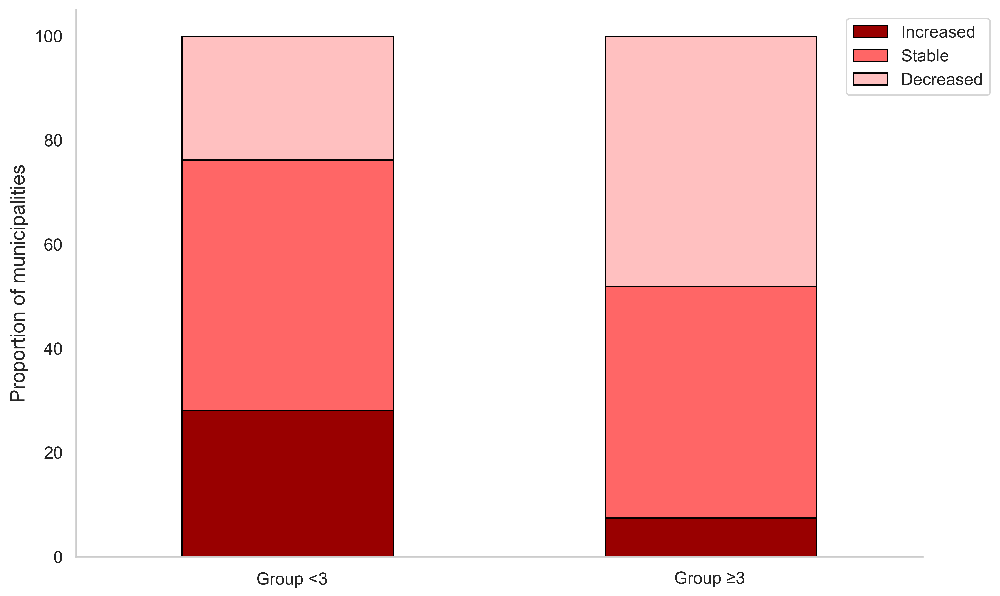 Proportion of municipalities
100
80
60
40
20
0
Group <3
Group ≥3
Increased
Stable
Decreased